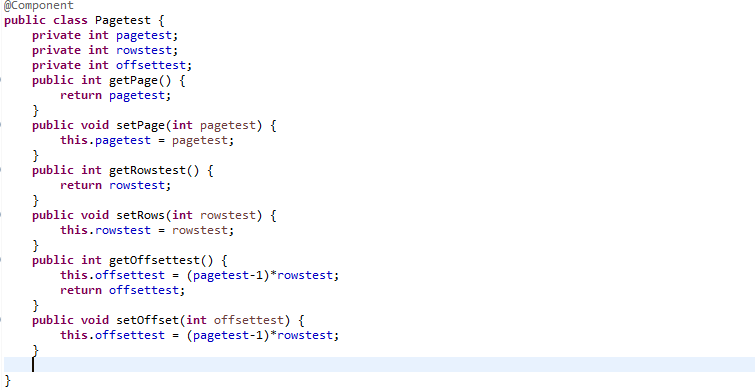 @Component
public class Pagetest {
    private int pagetest;
    private int rowstest;
    private int offsettest;
    public int getPage() {
        return pagetest;
    }
    public void setPage(int pagetest) {
        this.pagetest = pagetest;
    }
    public int getRowstest() {
        return rowstest;
    }
    public void setRows(int rowstest) {
        this.rowstest = rowstest;
    }
    public int getOffsettest() {
        this.offsettest = (pagetest-1)*rowstest;
        return offsettest;
    }
    public void setOffset(int offsettest) {
        this.offsettest = (pagetest-1)*rowstest;
    }
}